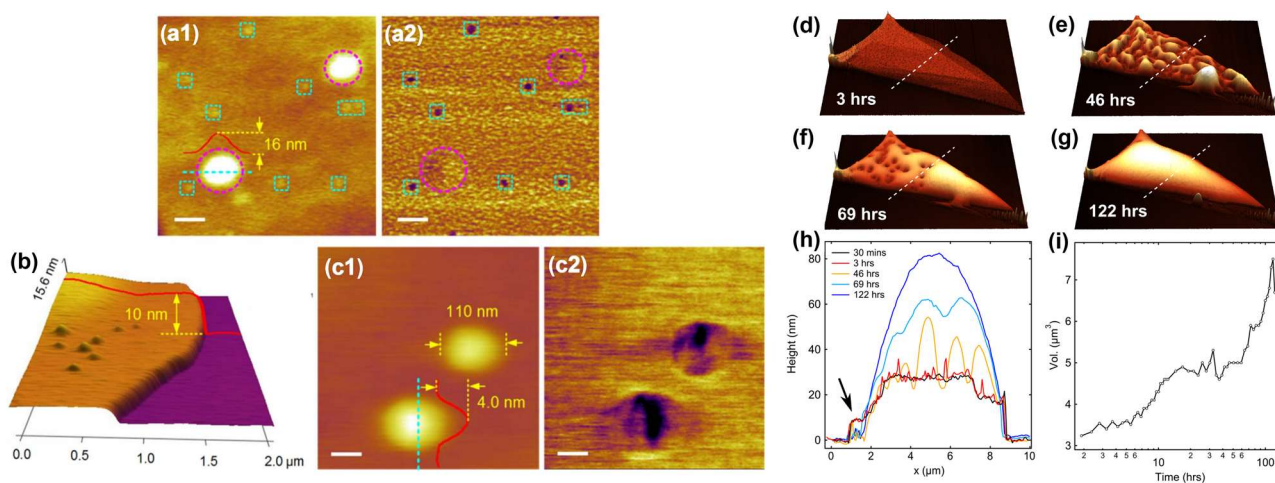 (a1)
16 nm
(a2)
(b)
15.6 nm
10 nm
0.0 0.5 1.0 1.5 2.0 μm
(c1)
110 nm
4.0 nm
(c2)
(d)
3 hrs
(e)
46 hrs
(f)
69 hrs
(g)
122 hrs
(h)
30 mins
3 hrs
46 hrs
69 hrs
122 hrs
80
60
40
20
0
Height (nm)
0 2 4 6 8 10
x (μm)
(i)
7
6
5
4
3
Vol. (μm³)
2 3 4 5 6 10 2 3 4 5 6 100
Time (hrs)